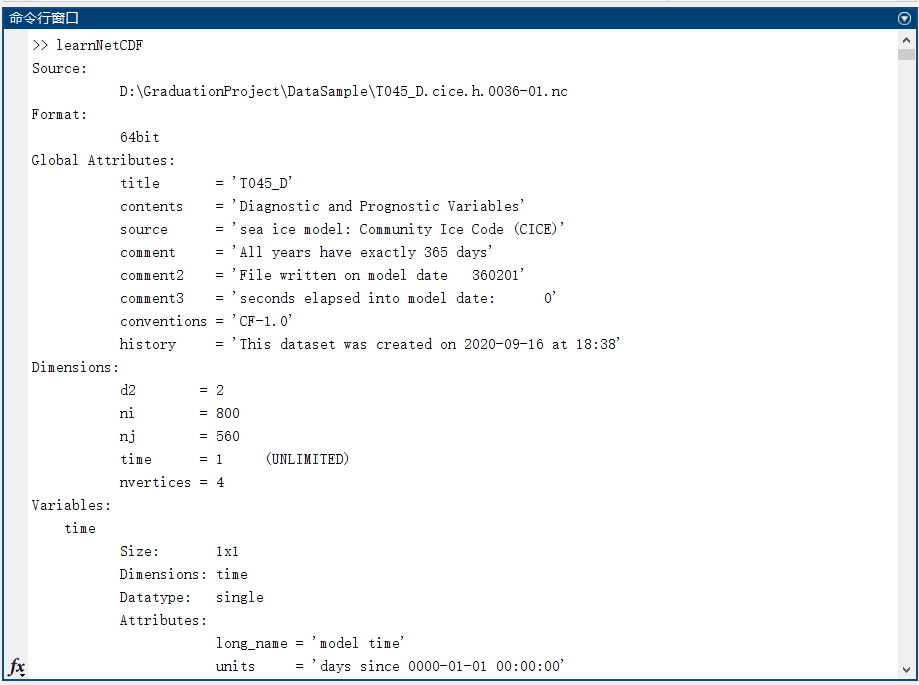 命令行窗口
>> learnNetCDF
Source:
D:\GraduationProject\DataSample\T045_D.cice.h.0036-01.nc
Format:
64bit
Global Attributes:
title = 'T045_D'
contents = 'Diagnostic and Prognostic Variables'
source = 'sea ice model: Community Ice Code (CICE)'
comment = 'All years have exactly 365 days'
comment2 = 'File written on model date   360201'
comment3 = 'seconds elapsed into model date:      0'
conventions = 'CF-1.0'
history = 'This dataset was created on 2020-09-16 at 18:38'
Dimensions:
d2 = 2
ni = 800
nj = 560
time = 1 (UNLIMITED)
nvertices = 4
Variables:
time
Size: 1x1
Dimensions: time
Datatype: single
Attributes:
long_name = 'model time'
units = 'days since 0000-01-01 00:00:00'
fx